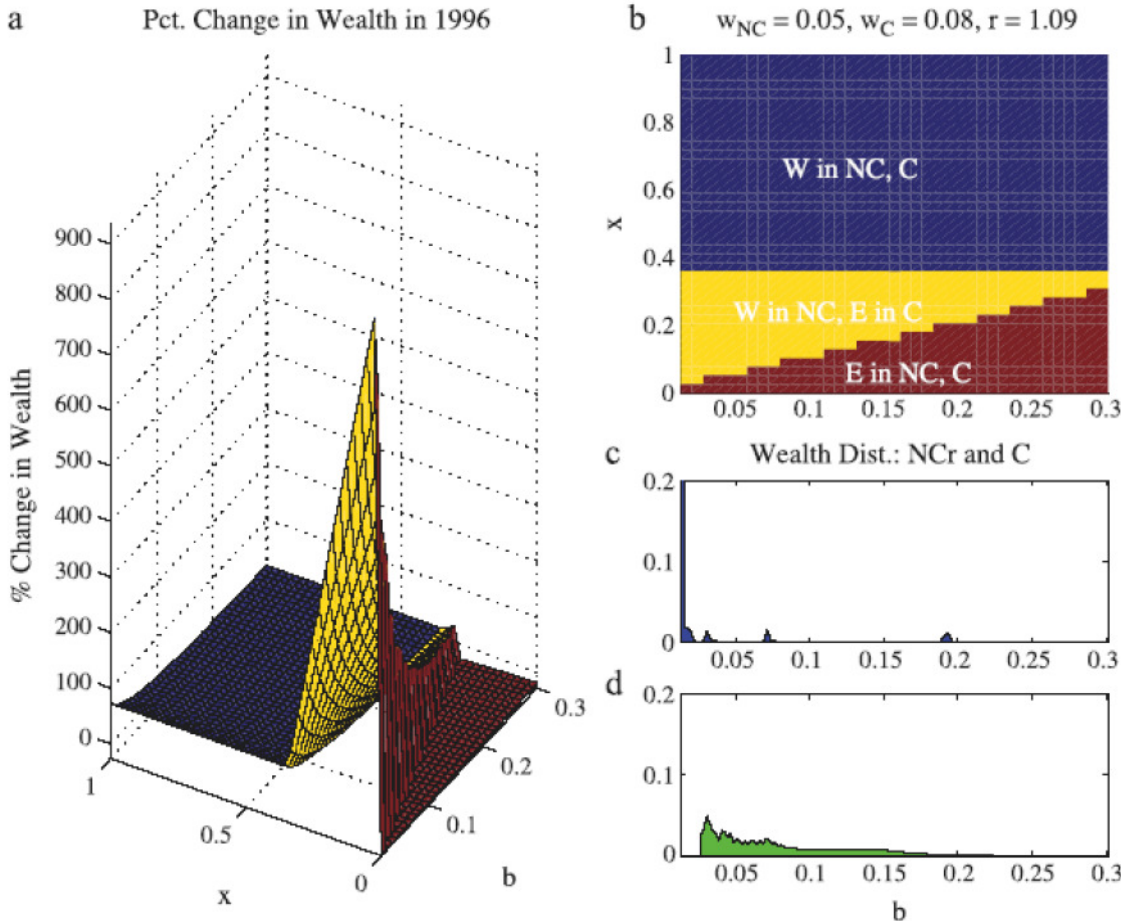 a
Pct. Change in Wealth in 1996
% Change in Wealth
900
800
700
600
500
400
300
200
100
0
1
0.5
0
x
0.3
0.2
0.1
b
b
w_NC = 0.05, w_C = 0.08, r = 1.09
x
1
0.8
0.6
0.4
0.2
0
W in NC, C
W in NC, E in C
E in NC, C
0.05 0.1 0.15 0.2 0.25 0.3
c
Wealth Dist.: NCr and C
0.2
0.1
0
0.05 0.1 0.15 0.2 0.25 0.3
d
0.2
0.1
0
0.05 0.1 0.15 0.2 0.25 0.3
b